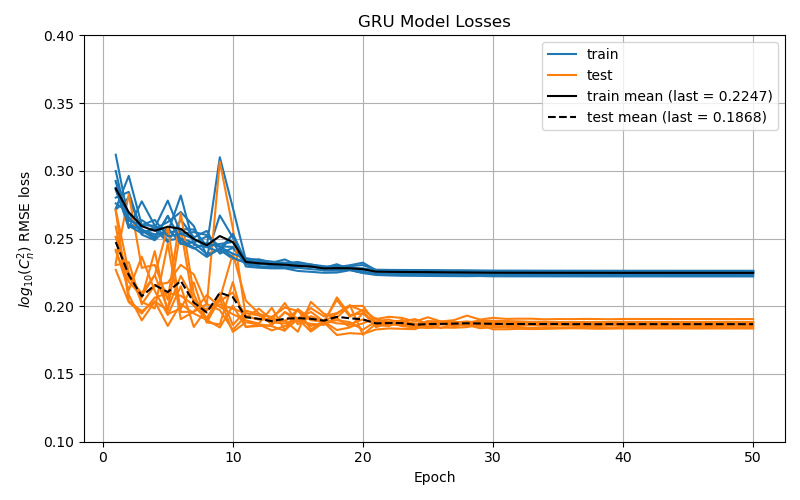 GRU Model Losses
0.40
0.35
0.30
0.25
0.20
0.15
0.10
log₁₀(Cₙ²) RMSE loss
train
test
train mean (last = 0.2247)
test mean (last = 0.1868)
0
10
20
30
40
50
Epoch